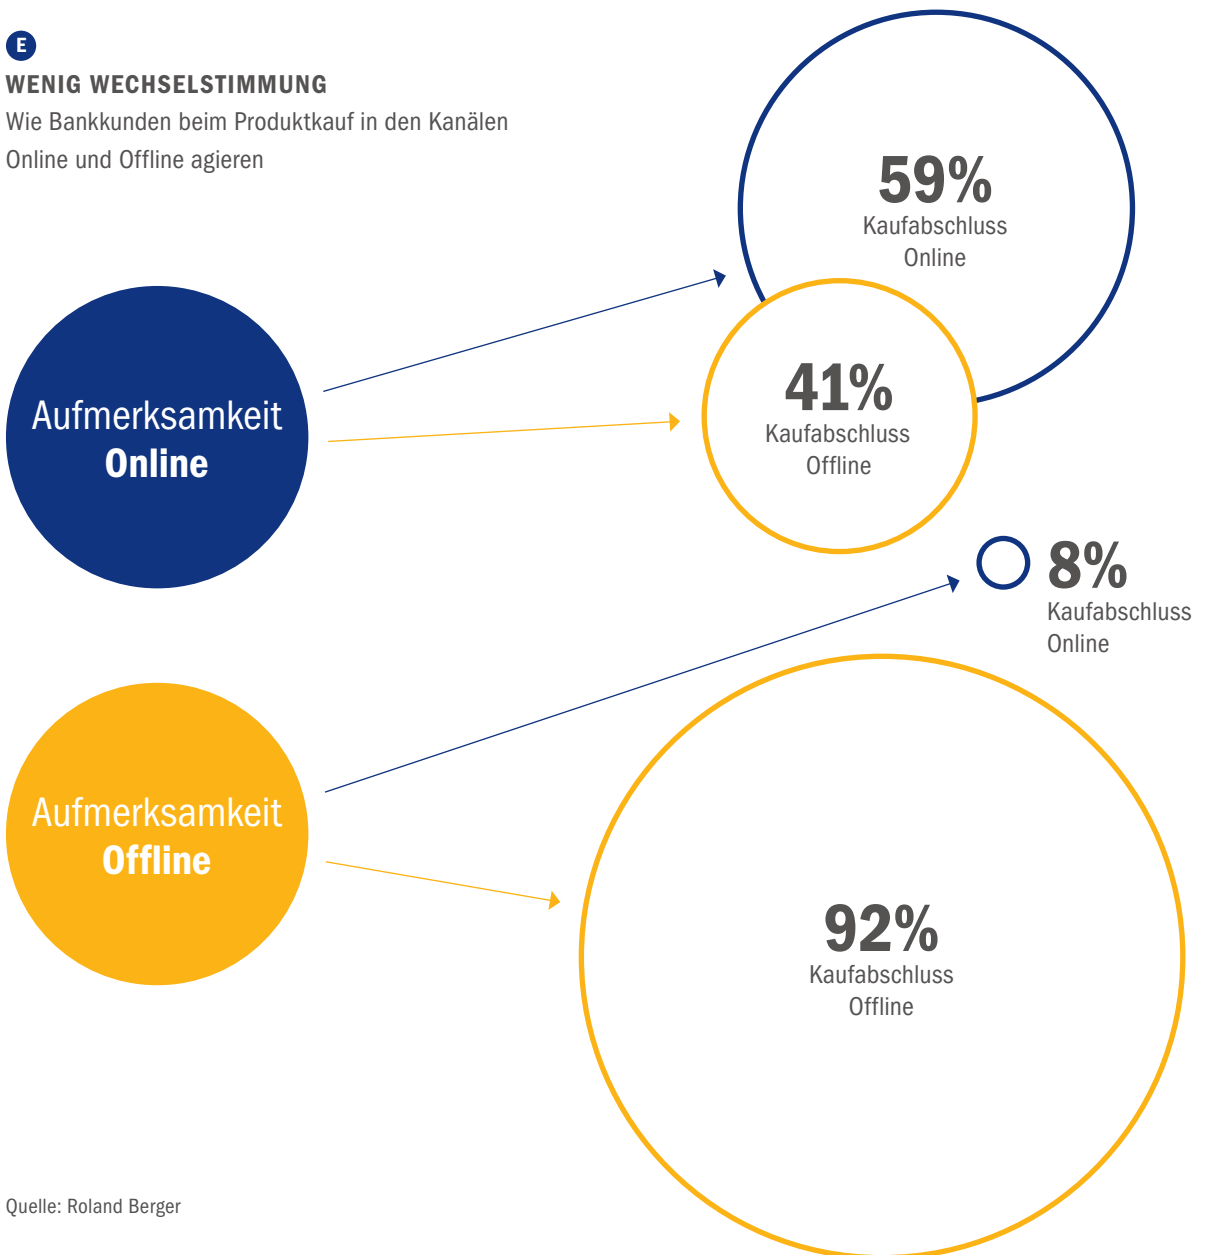 E
WENIG WECHSELSTIMMUNG
Wie Bankkunden beim Produktkauf in den Kanälen
Online und Offline agieren
Aufmerksamkeit
Online
59%
Kaufabschluss
Online
41%
Kaufabschluss
Offline
8%
Kaufabschluss
Online
Aufmerksamkeit
Offline
92%
Kaufabschluss
Offline
Quelle: Roland Berger